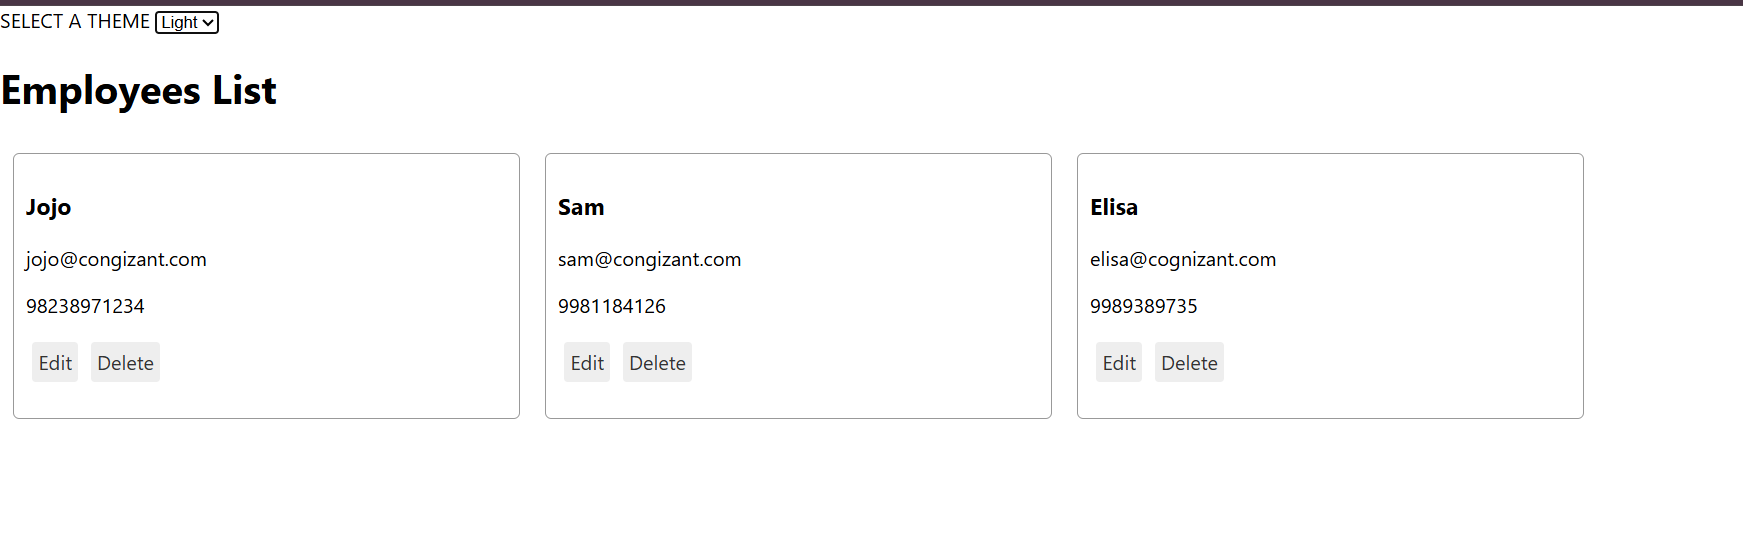 SELECT A THEME Light
Employees List
Jojo
jojo@congizant.com
98238971234
Edit Delete
Sam
sam@congizant.com
9981184126
Edit Delete
Elisa
elisa@cognizant.com
9989389735
Edit Delete